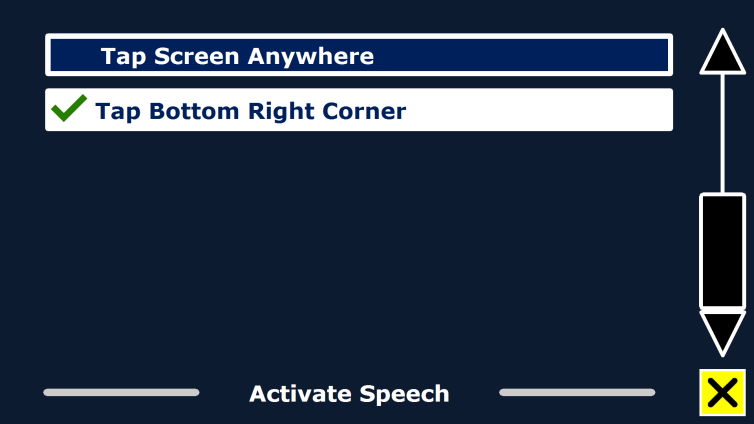 Tap Screen Anywhere
Tap Bottom Right Corner
Activate Speech